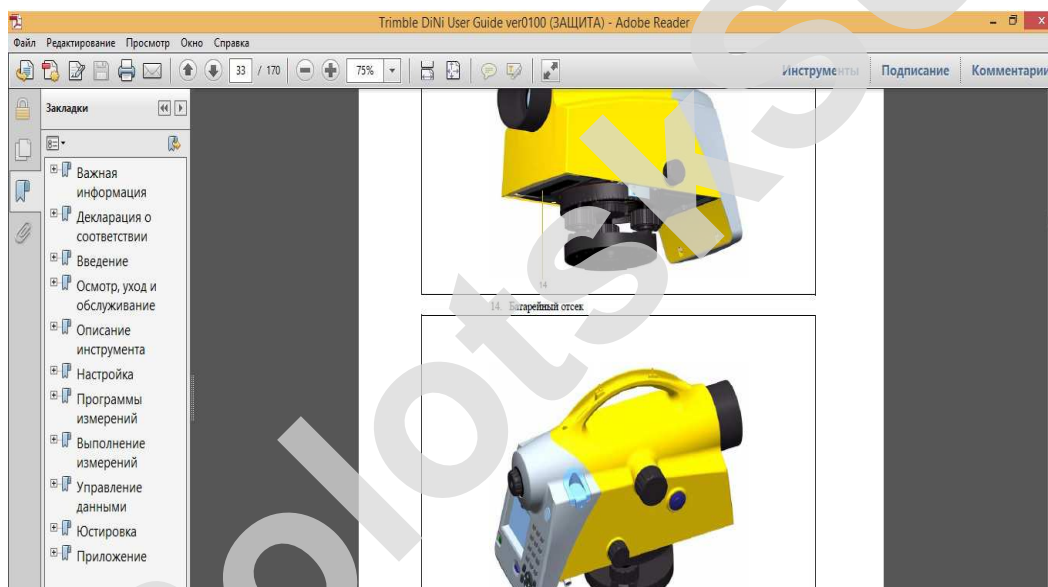 Trimble DiNi User Guide ver0100 (ЗАЩИТА) - Adobe Reader
Файл Редактирование Просмотр Окно Справка
33 / 170 75% Инструменты Подписание Комментарии
Закладки
Важная
информация
Декларация о
соответствии
Введение
Осмотр, уход и
обслуживание
Описание
инструмента
Настройка
Программы
измерений
Выполнение
измерений
Управление
данными
Юстировка
Приложение
14
14. Батарейный отсек
olotsk